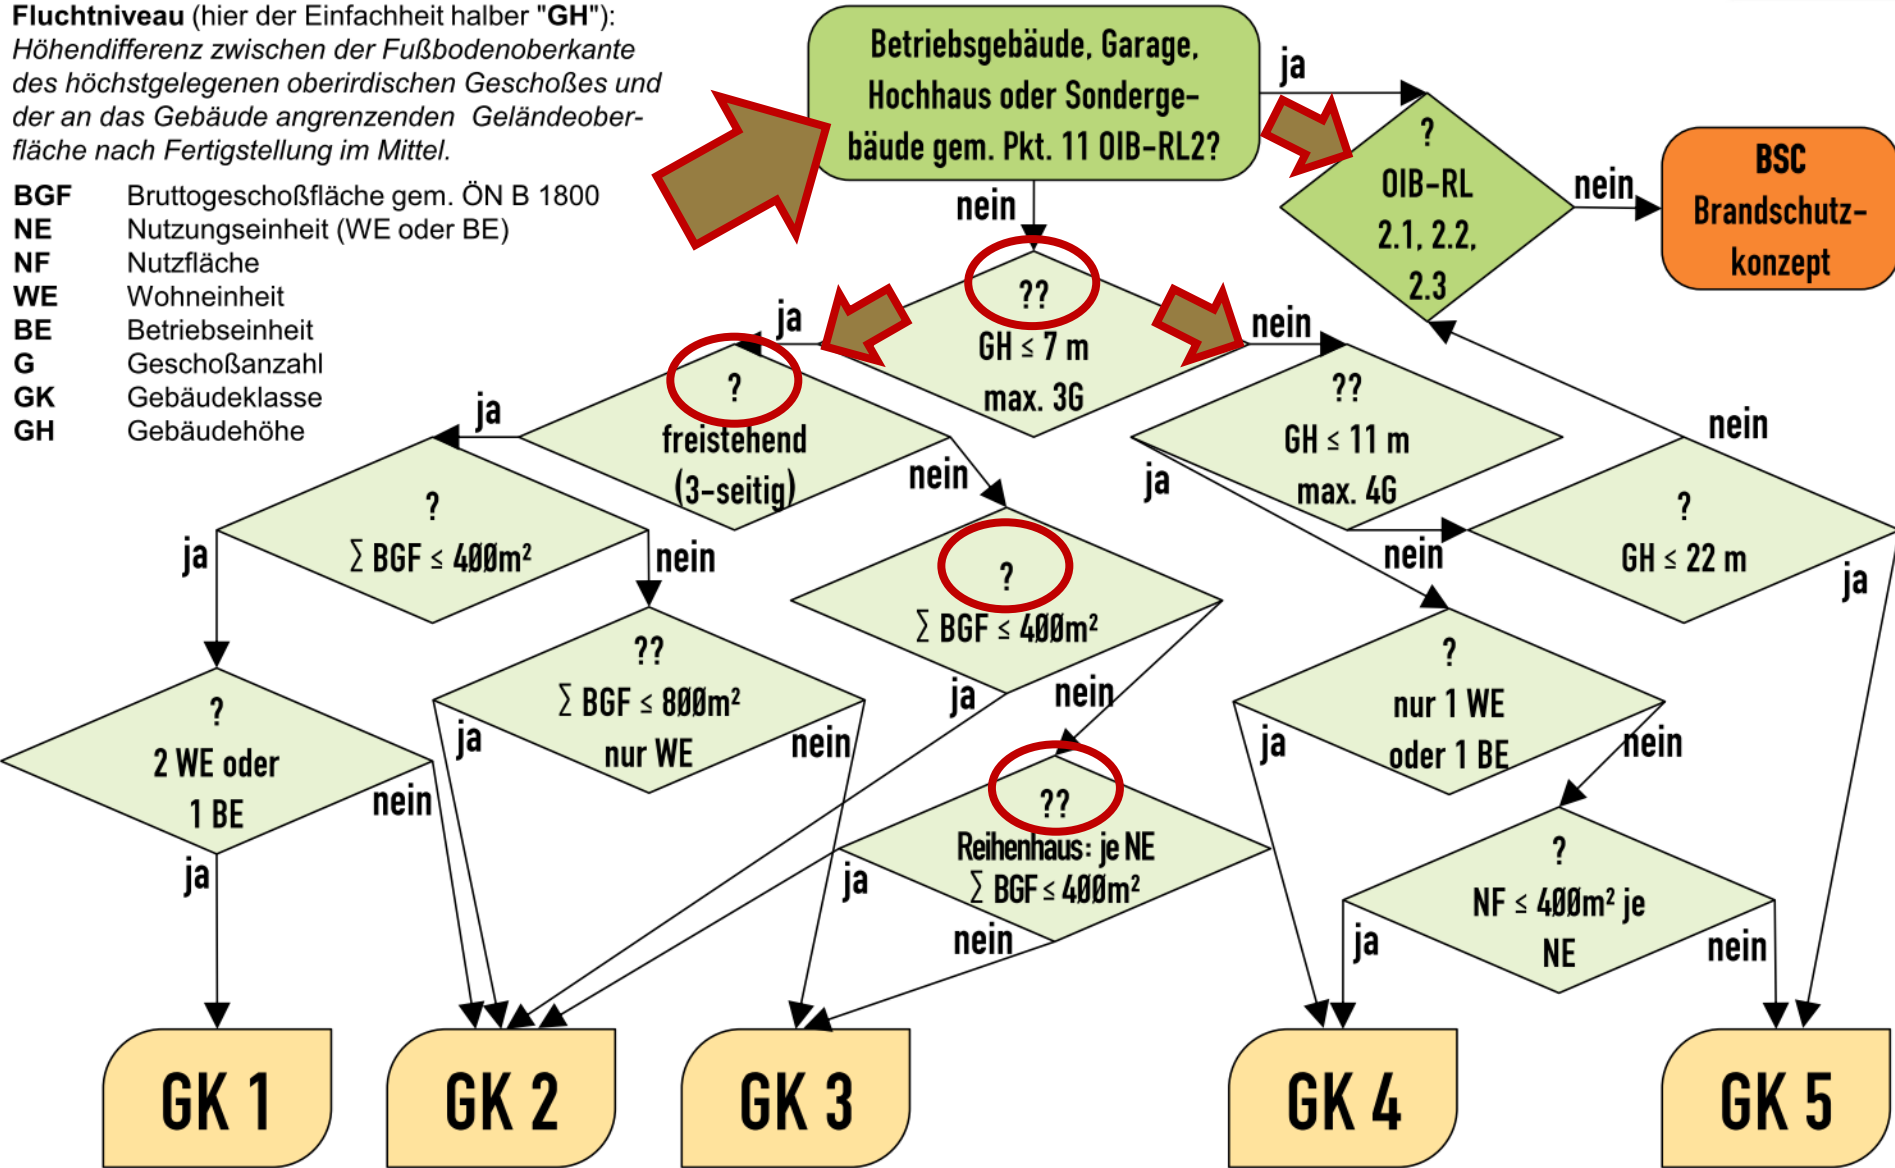 Fluchtniveau (hier der Einfachheit halber "GH"):
Höhendifferenz zwischen der Fußbodenoberkante
des höchstgelegenen oberirdischen Geschoßes und
der an das Gebäude angrenzenden Geländeober-
fläche nach Fertigstellung im Mittel.
BGF Bruttogeschoßfläche gem. ÖN B 1800
NE Nutzungseinheit (WE oder BE)
NF Nutzfläche
WE Wohneinheit
BE Betriebseinheit
G Geschoßanzahl
GK Gebäudeklasse
GH Gebäudehöhe
Betriebsgebäude, Garage,
Hochhaus oder Sonderge-
bäude gem. Pkt. 11 OIB-RL2?
ja
nein
?
OIB-RL
2.1, 2.2,
2.3
nein
BSC
Brandschutz-
konzept
??
GH ≤ 7 m
max. 3G
ja
nein
?
freistehend
(3-seitig)
ja
nein
??
GH ≤ 11 m
max. 4G
ja
nein
?
GH ≤ 22 m
nein
ja
?
∑ BGF ≤ 400m²
ja
nein
?
∑ BGF ≤ 400m²
ja
nein
?
2 WE oder
1 BE
nein
ja
??
∑ BGF ≤ 800m²
nur WE
ja
nein
??
Reihenhaus: je NE
∑ BGF ≤ 400m²
ja
nein
?
nur 1 WE
oder 1 BE
ja
nein
?
NF ≤ 400m² je
NE
ja
nein
GK 1
GK 2
GK 3
GK 4
GK 5